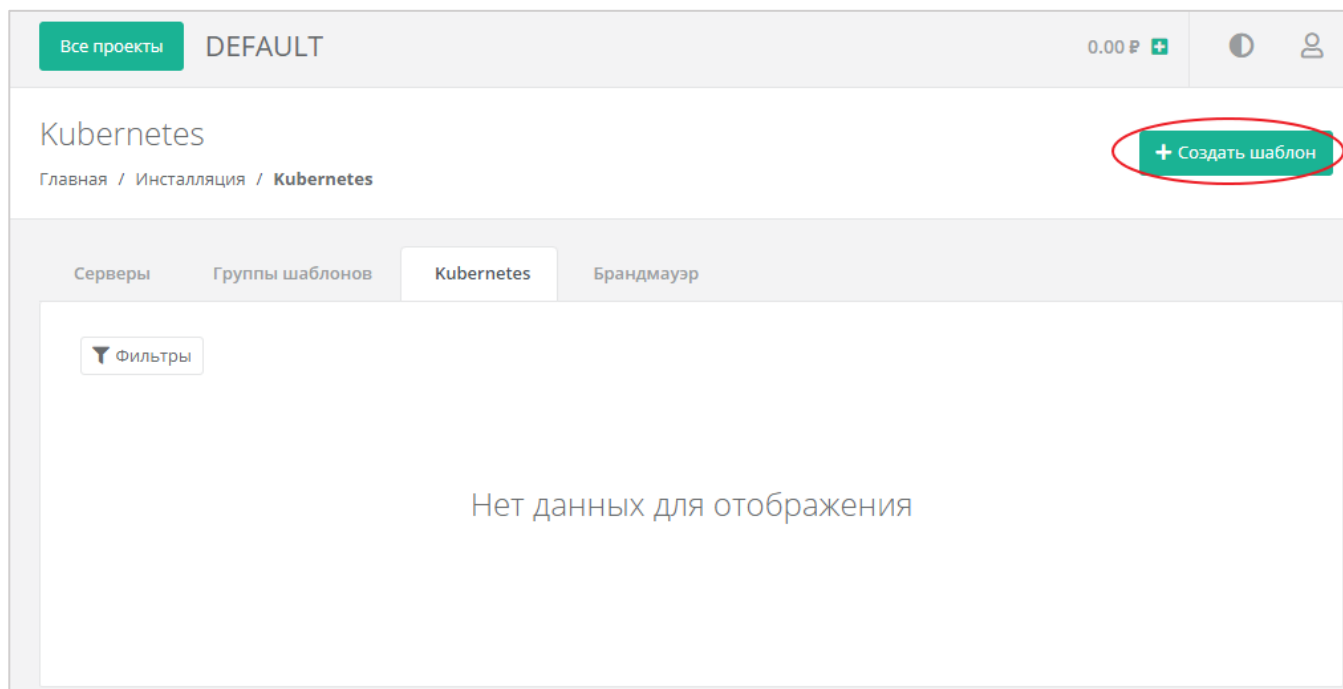 Все проекты DEFAULT 0.00 ₽
Kubernetes
+ Создать шаблон
Главная / Инсталляция / Kubernetes
Серверы Группы шаблонов Kubernetes Брандмауэр
Фильтры
Нет данных для отображения